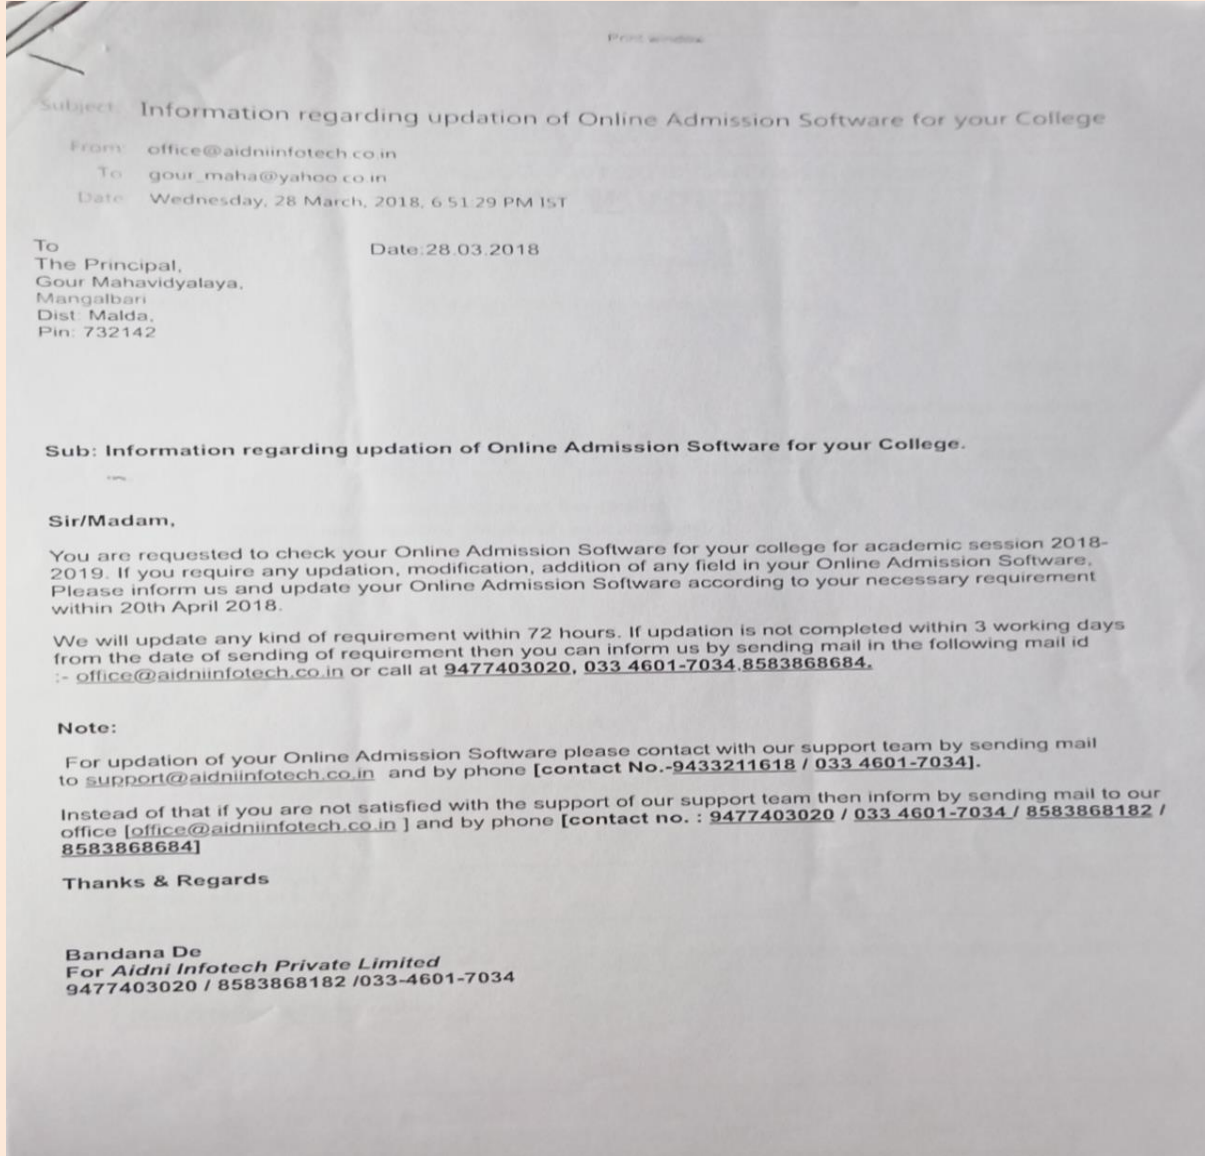 Print window
Subject: Information regarding updation of Online Admission Software for your College
From: office@aidniinfotech.co.in
To gour_maha@yahoo.co.in
Date: Wednesday, 28 March, 2018, 6:51:29 PM IST
To Date:28.03.2018
The Principal,
Gour Mahavidyalaya,
Mangalbari
Dist: Malda,
Pin: 732142
Sub: Information regarding updation of Online Admission Software for your College.
Sir/Madam,
You are requested to check your Online Admission Software for your college for academic session 2018-
2019. If you require any updation, modification, addition of any field in your Online Admission Software,
Please inform us and update your Online Admission Software according to your necessary requirement
within 20th April 2018.
We will update any kind of requirement within 72 hours. If updation is not completed within 3 working days
from the date of sending of requirement then you can inform us by sending mail in the following mail id
:- office@aidniinfotech.co.in or call at 9477403020, 033 4601-7034,8583868684.
Note:
For updation of your Online Admission Software please contact with our support team by sending mail
to support@aidniinfotech.co.in and by phone [contact No.-9433211618 / 033 4601-7034].
Instead of that if you are not satisfied with the support of our support team then inform by sending mail to our
office [office@aidniinfotech.co.in ] and by phone [contact no. : 9477403020 / 033 4601-7034 / 8583868182 /
8583868684]
Thanks & Regards
Bandana De
For Aidni Infotech Private Limited
9477403020 / 8583868182 /033-4601-7034